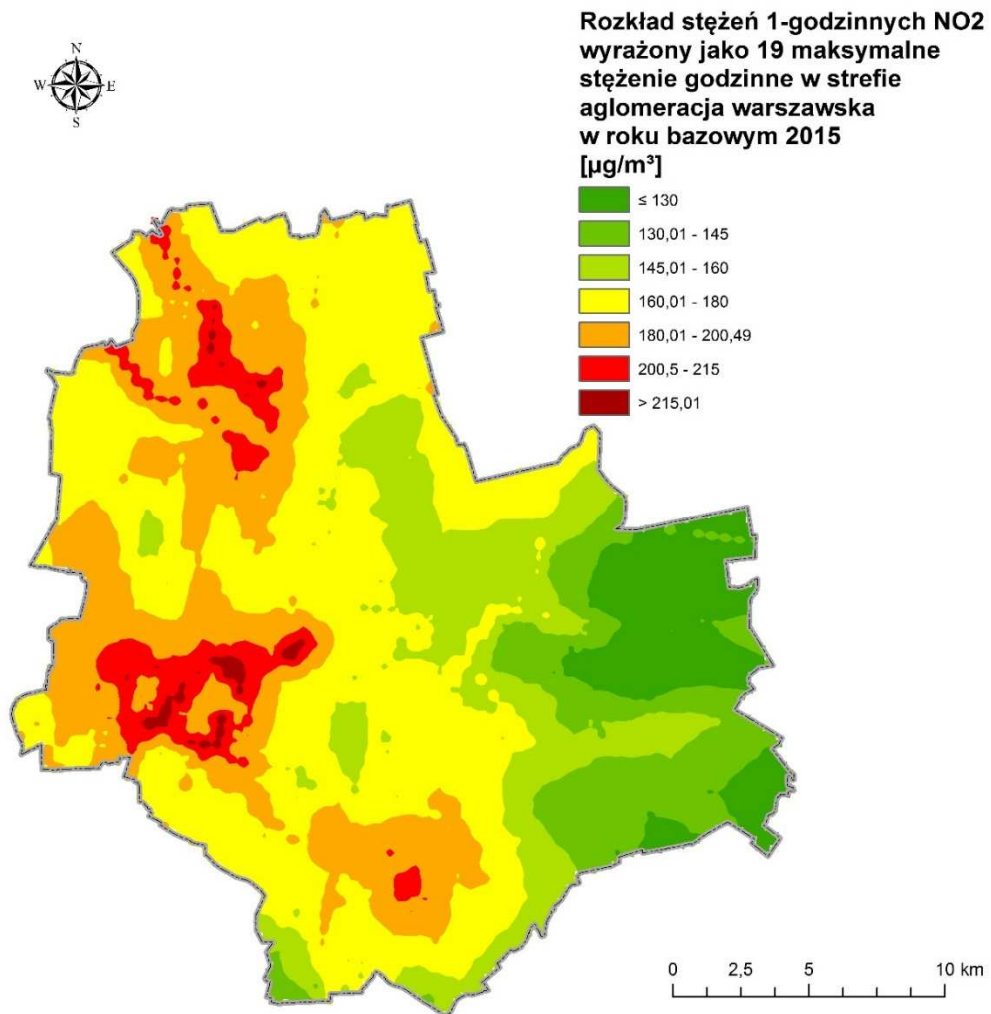 Rozkład stężeń 1-godzinnych NO2
wyrażony jako 19 maksymalne
stężenie godzinne w strefie
aglomeracja warszawska
w roku bazowym 2015
[µg/m³]
N
W E
S
≤ 130
130,01 - 145
145,01 - 160
160,01 - 180
180,01 - 200,49
200,5 - 215
> 215,01
0 2,5 5 10 km